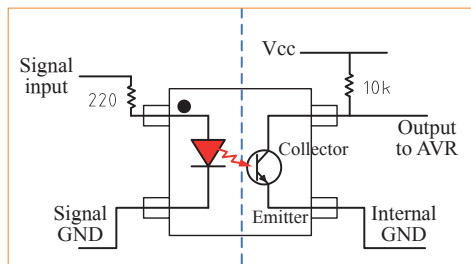 Signal
input
220
Vcc
10k
Output
to AVR
Collector
Emitter
Signal
GND
Internal
GND